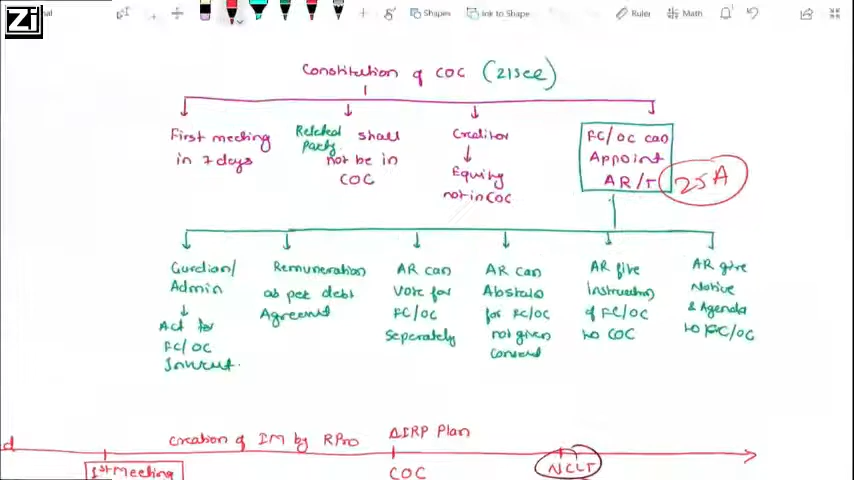 Zi
nal
Shapes
Ink to Shape
Ruler
Math
Constitution of COC (21sec)
First meeting
in 7 days
Related
Party
shall
not be in
COC
Creditor
Equity
not in COC
FC/OC can
Appoint
AR/T
25A
Gurdian/
Admin
Act for
FC/OC
Remuneration
as per debt
Agreement
AR can
Vote for
FC/OC
Seperately
AR can
Abstain
for FC/OC
not given
consent
AR give
instruction
of FC/OC
to COC
AR give
Notice
& Agenda
to FC/OC
d
creation of IM by RPro
IRP Plan
1st Meeting
COC
NCLT